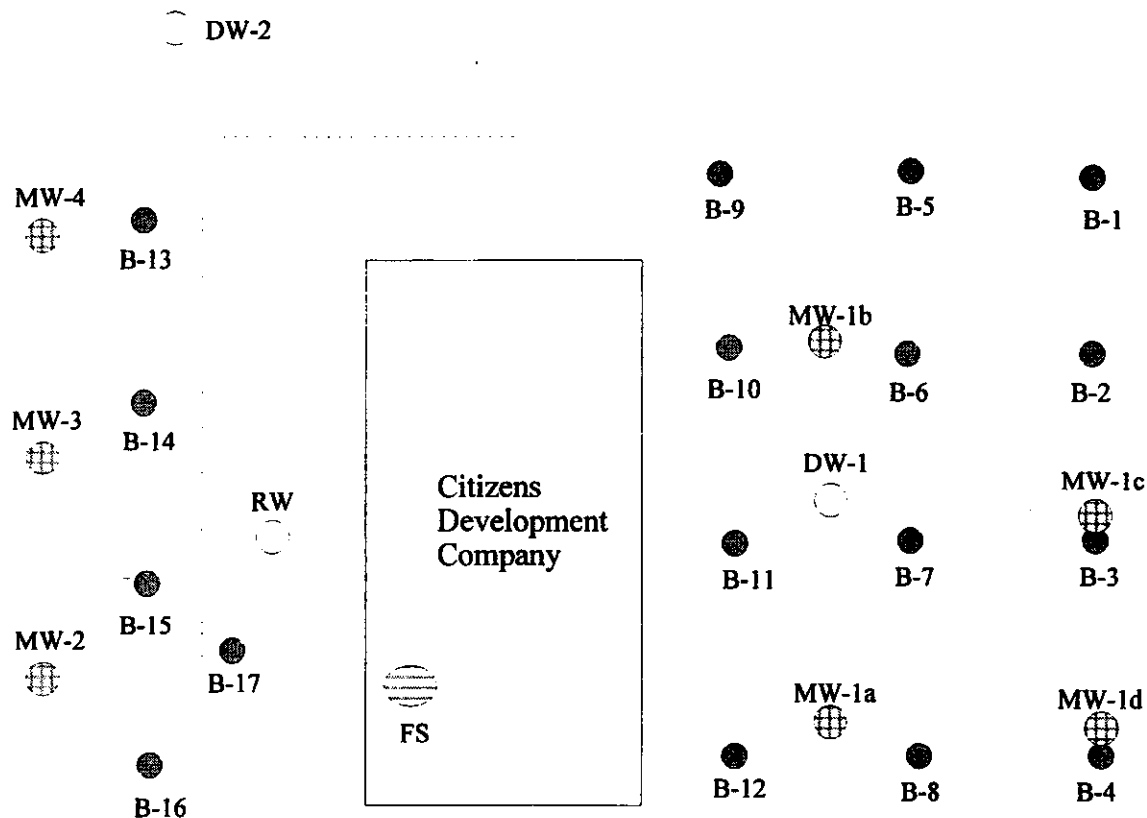 DW-2
MW-4
B-13
B-9
B-5
B-1
MW-1b
B-10
B-6
B-2
MW-3
B-14
DW-1
MW-1c
RW
Citizens
Development
Company
B-11
B-7
B-3
B-15
MW-2
B-17
FS
MW-1a
MW-1d
B-16
B-12
B-8
B-4